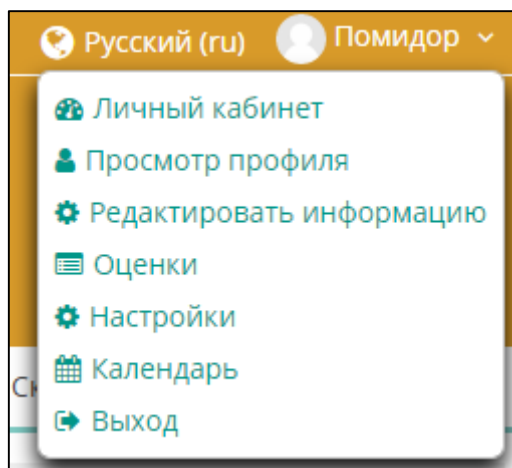 Русский (ru) Помидор
Личный кабинет
Просмотр профиля
Редактировать информацию
Оценки
Настройки
Календарь
Выход